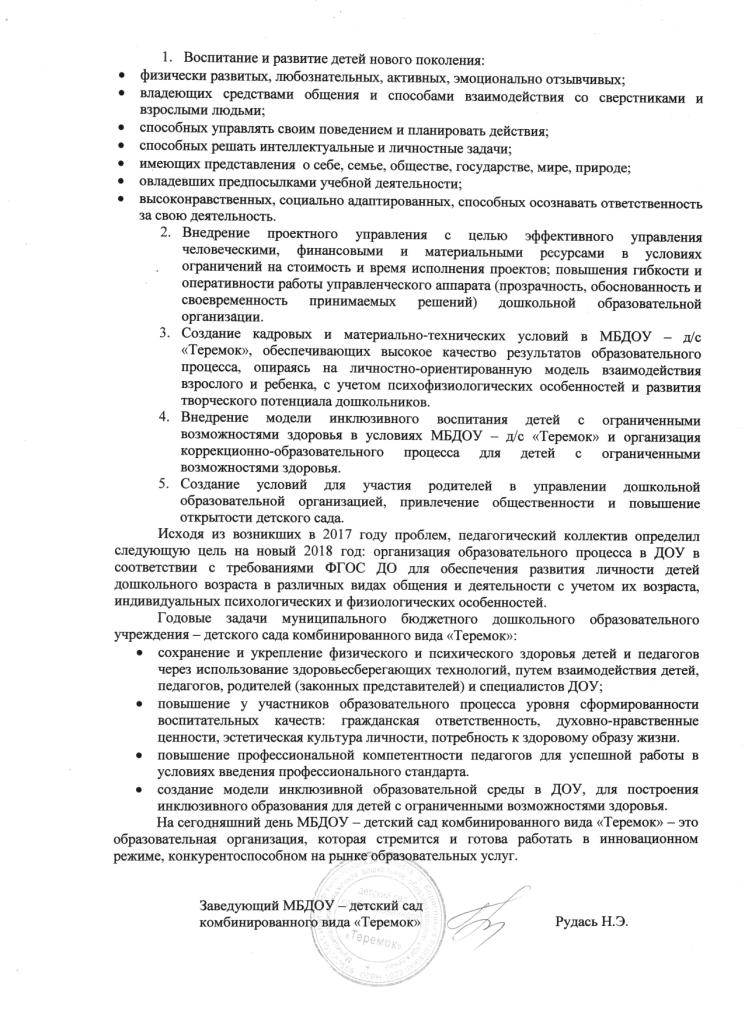 1. Воспитание и развитие детей нового поколения:
• физически развитых, любознательных, активных, эмоционально отзывчивых;
• владеющих средствами общения и способами взаимодействия со сверстниками и
взрослыми людьми;
• способных управлять своим поведением и планировать действия;
• способных решать интеллектуальные и личностные задачи;
• имеющих представления о себе, семье, обществе, государстве, мире, природе;
• овладевших предпосылками учебной деятельности;
• высоконравственных, социально адаптированных, способных осознавать ответственность
за свою деятельность.
2. Внедрение проектного управления с целью эффективного управления
человеческими, финансовыми и материальными ресурсами в условиях
ограничений на стоимость и время исполнения проектов; повышения гибкости и
оперативности работы управленческого аппарата (прозрачность, обоснованность и
своевременность принимаемых решений) дошкольной образовательной
организации.
3. Создание кадровых и материально-технических условий в МБДОУ – д/с
«Теремок», обеспечивающих высокое качество результатов образовательного
процесса, опираясь на личностно-ориентированную модель взаимодействия
взрослого и ребенка, с учетом психофизиологических особенностей и развития
творческого потенциала дошкольников.
4. Внедрение модели инклюзивного воспитания детей с ограниченными
возможностями здоровья в условиях МБДОУ – д/с «Теремок» и организация
коррекционно-образовательного процесса для детей с ограниченными
возможностями здоровья.
5. Создание условий для участия родителей в управлении дошкольной
образовательной организацией, привлечение общественности и повышение
открытости детского сада.
Исходя из возникших в 2017 году проблем, педагогический коллектив определил
следующую цель на новый 2018 год: организация образовательного процесса в ДОУ в
соответствии с требованиями ФГОС ДО для обеспечения развития личности детей
дошкольного возраста в различных видах общения и деятельности с учетом их возраста,
индивидуальных психологических и физиологических особенностей.
Годовые задачи муниципального бюджетного дошкольного образовательного
учреждения – детского сада комбинированного вида «Теремок»:
• сохранение и укрепление физического и психического здоровья детей и педагогов
через использование здоровьесберегающих технологий, путем взаимодействия детей,
педагогов, родителей (законных представителей) и специалистов ДОУ;
• повышение у участников образовательного процесса уровня сформированности
воспитательных качеств: гражданская ответственность, духовно-нравственные
ценности, эстетическая культура личности, потребность к здоровому образу жизни.
• повышение профессиональной компетентности педагогов для успешной работы в
условиях введения профессионального стандарта.
• создание модели инклюзивной образовательной среды в ДОУ, для построения
инклюзивного образования для детей с ограниченными возможностями здоровья.
На сегодняшний день МБДОУ – детский сад комбинированного вида «Теремок» – это
образовательная организация, которая стремится и готова работать в инновационном
режиме, конкурентоспособном на рынке образовательных услуг.
Заведующий МБДОУ – детский сад
комбинированного вида «Теремок» Рудась Н.Э.
детский сад
«Теремок»